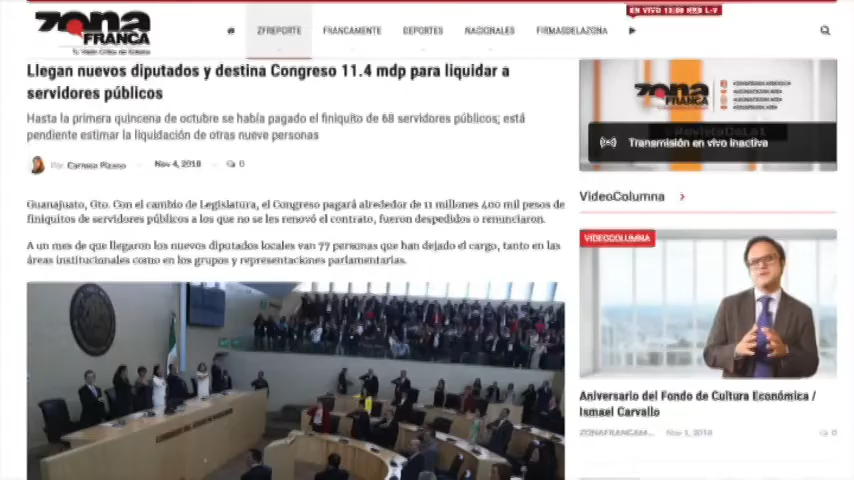 zona
FRANCA
ZFREPORTE
FRANCAMENTE
DEPORTES
NACIONALES
FIRMASDELAZONA
EN VIVO 13:00 HRS L-V
Llegan nuevos diputados y destina Congreso 11.4 mdp para liquidar a
servidores públicos
Hasta la primera quincena de octubre se había pagado el finiquito de 68 servidores públicos; está
pendiente estimar la liquidación de otras nueve personas
Por Carmen Pizano
Nov 4, 2018
0
Guanajuato, Gto. Con el cambio de Legislatura, el Congreso pagará alrededor de 11 millones 400 mil pesos de
finiquitos de servidores públicos a los que no se les renovó el contrato, fueron despedidos o renunciaron.
A un mes de que llegaron los nuevos diputados locales van 77 personas que han dejado el cargo, tanto en las
áreas institucionales como en los grupos y representaciones parlamentarias.
zona
FRANCA
Transmisión en vivo inactiva
VideoColumna
VIDEOCOLUMNA
Aniversario del Fondo de Cultura Económica /
Ismael Carvallo
ZONAFRANCAM...
Nov 1, 2018
0